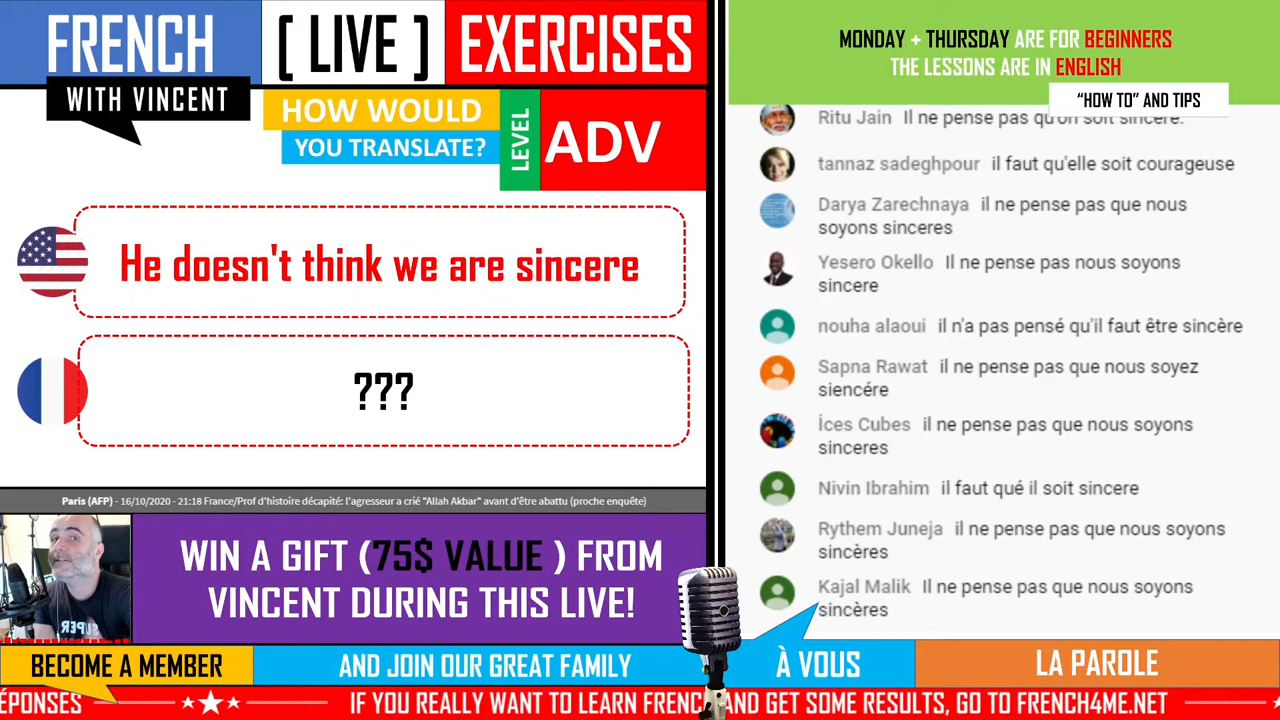 FRENCH
WITH VINCENT
[ LIVE ]
EXERCISES
HOW WOULD
YOU TRANSLATE?
LEVEL
ADV
He doesn't think we are sincere
???
Paris (AFP) - 16/10/2020 - 21:18 France/Prof d'histoire décapité: l'agresseur a crié "Allah Akbar" avant d'être abattu (proche enquête)
WIN A GIFT (75$ VALUE ) FROM
VINCENT DURING THIS LIVE!
SUPER
MONDAY + THURSDAY ARE FOR BEGINNERS
THE LESSONS ARE IN ENGLISH
“HOW TO” AND TIPS
Ritu Jain Il ne pense pas qu'on soit sincère.
tannaz sadeghpour il faut qu'elle soit courageuse
Darya Zarechnaya il ne pense pas que nous
soyons sinceres
Yesero Okello Il ne pense pas nous soyons
sincere
nouha alaoui il n'a pas pensé qu'il faut être sincère
Sapna Rawat il ne pense pas que nous soyez
siencére
İces Cubes il ne pense pas que nous soyons
sinceres
Nivin Ibrahim il faut qué il soit sincere
Rythem Juneja il ne pense pas que nous soyons
sincères
Kajal Malik Il ne pense pas que nous soyons
sincères
BECOME A MEMBER
AND JOIN OUR GREAT FAMILY
À VOUS
LA PAROLE
ÉPONSES
IF YOU REALLY WANT TO LEARN FRENCH AND GET SOME RESULTS, GO TO FRENCH4ME.NET